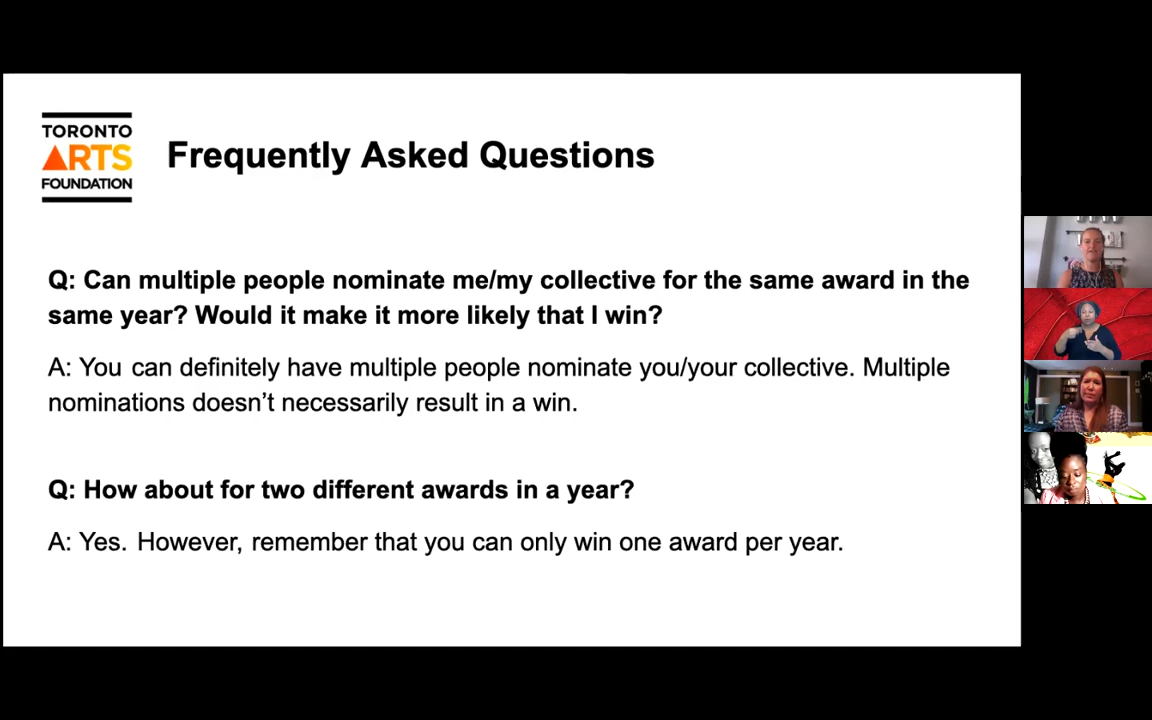 TORONTO
ARTS
FOUNDATION
Frequently Asked Questions
Q: Can multiple people nominate me/my collective for the same award in the
same year? Would it make it more likely that I win?
A: You can definitely have multiple people nominate you/your collective. Multiple
nominations doesn’t necessarily result in a win.
Q: How about for two different awards in a year?
A: Yes. However, remember that you can only win one award per year.